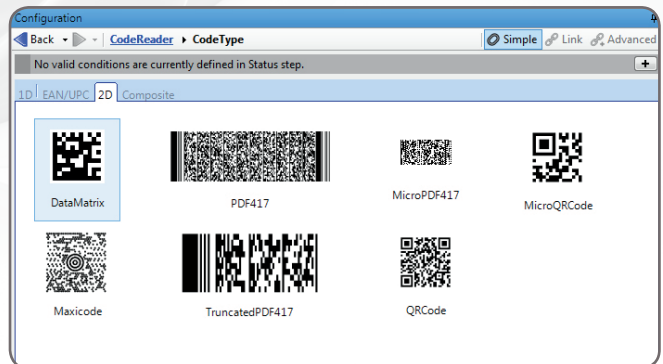 Configuration
Back CodeReader CodeType Simple Link Advanced
No valid conditions are currently defined in Status step.
1D EAN/UPC 2D Composite
DataMatrix PDF417 MicroPDF417 MicroQRCode
Maxicode TruncatedPDF417 QRCode